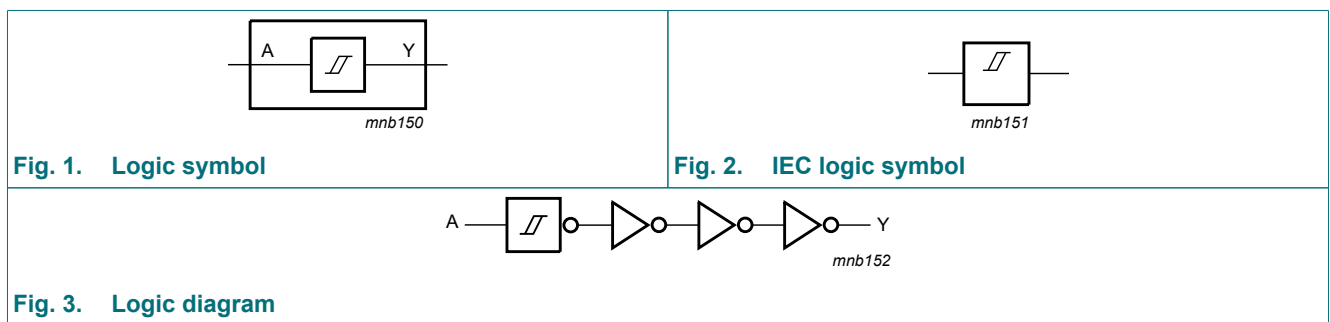 A Y
mnb150
Fig. 1. Logic symbol
mnb151
Fig. 2. IEC logic symbol
A Y
mnb152
Fig. 3. Logic diagram